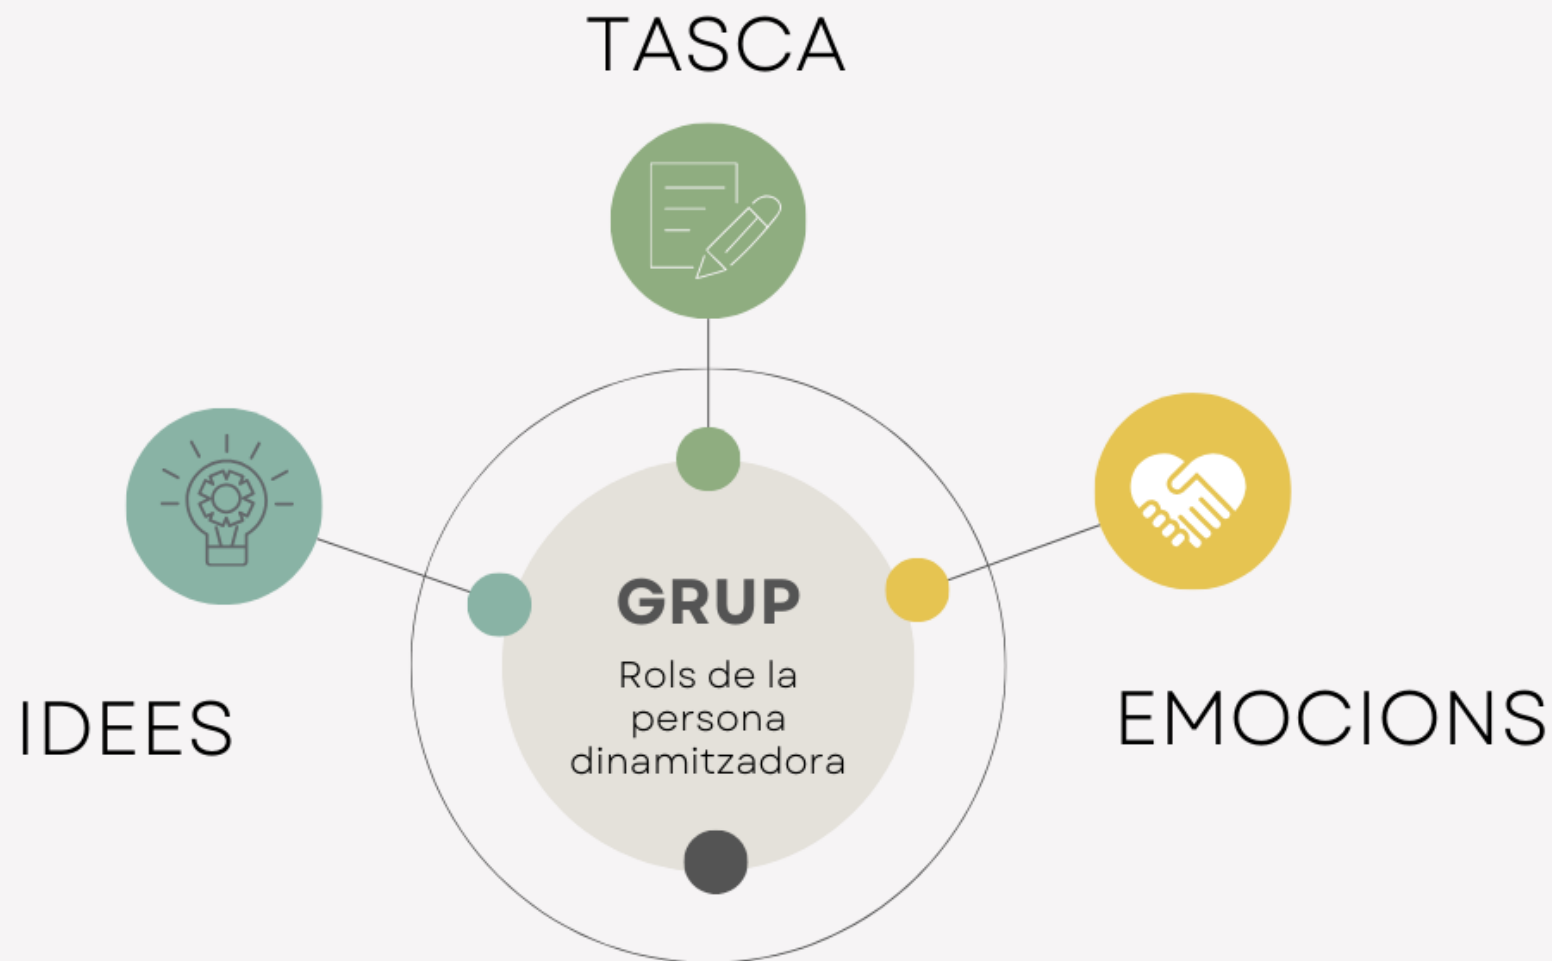 TASCA
GRUP
Rols de la
persona
dinamitzadora
IDEES
EMOCIONS